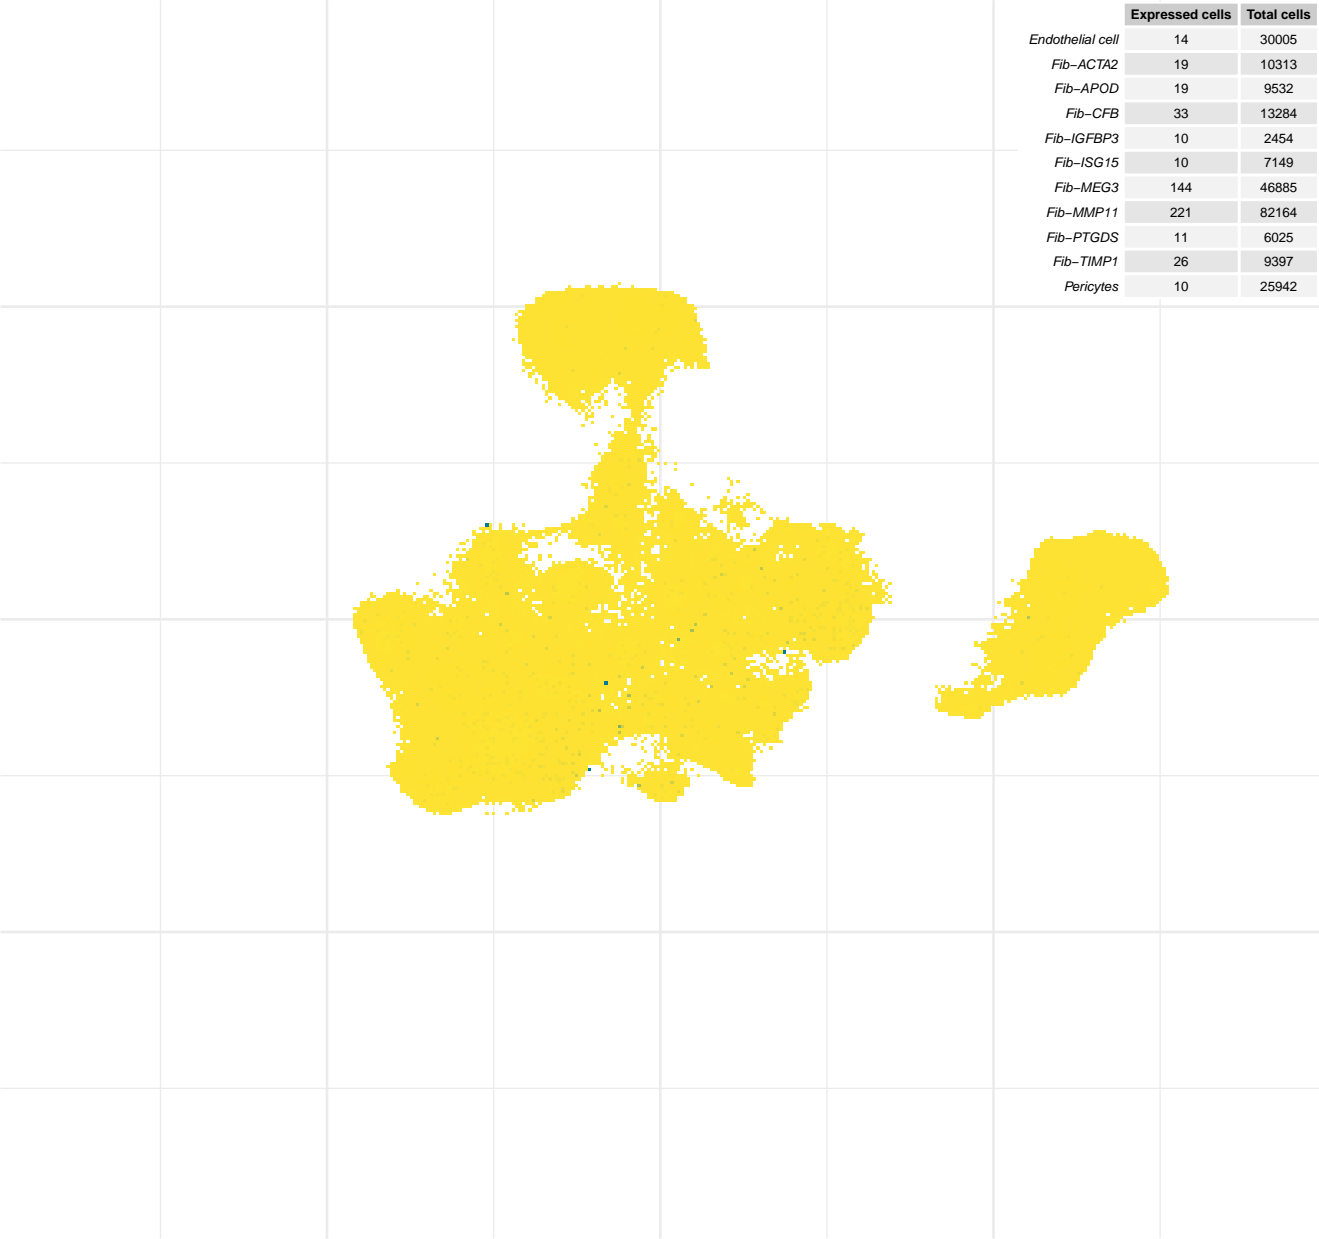 Expressed cells Total cells
Endothelial cell 14 30005
Fib−ACTA2 19 10313
Fib−APOD 19 9532
Fib−CFB 33 13284
Fib−IGFBP3 10 2454
Fib−ISG15 10 7149
Fib−MEG3 144 46885
Fib−MMP11 221 82164
Fib−PTGDS 11 6025
Fib−TIMP1 26 9397
Pericytes 10 25942